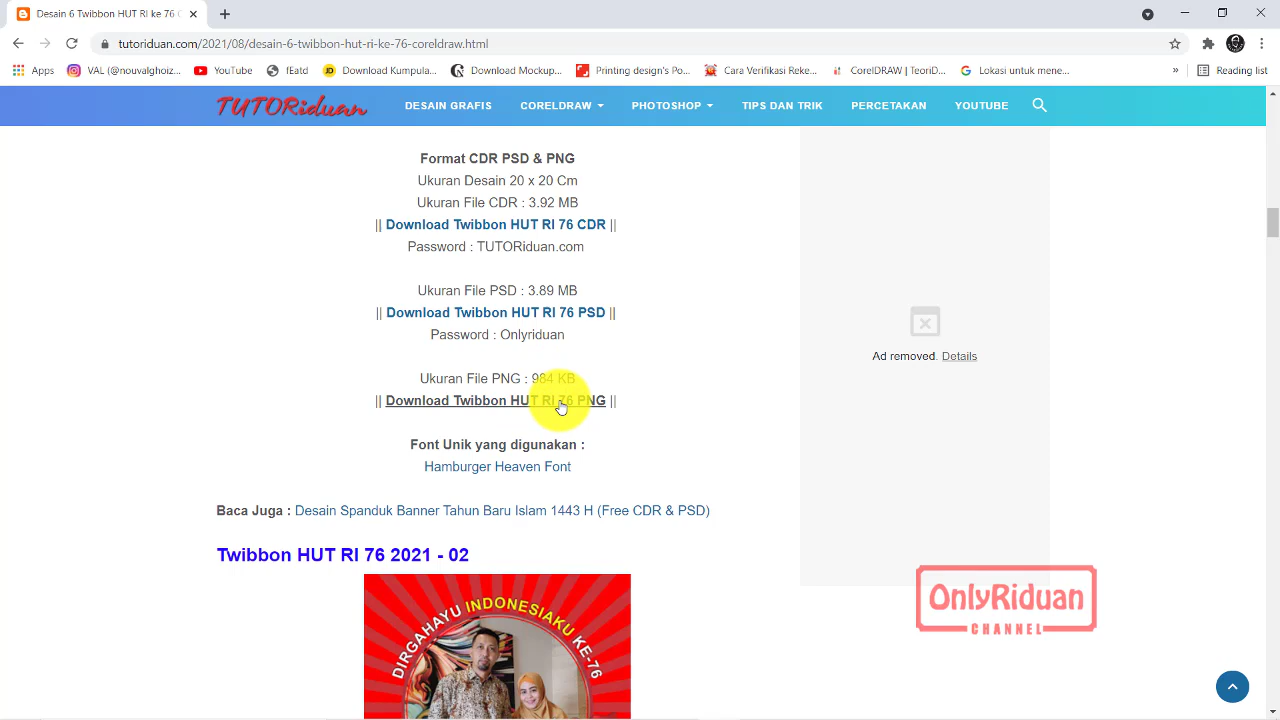 Desain 6 Twibbon HUT RI ke 76 C
tutoriduan.com/2021/08/desain-6-twibbon-hut-ri-ke-76-coreldraw.html
Apps
VAL (@nouvalghoiz...
YouTube
fEatd
Download Kumpula...
Download Mockup...
Printing design's Po...
Cara Verifikasi Reke...
CorelDRAW | TeoriD...
Lokasi untuk mene...
»
Reading list
TUTORiduan
DESAIN GRAFIS
CORELDRAW
PHOTOSHOP
TIPS DAN TRIK
PERCETAKAN
YOUTUBE
Format CDR PSD & PNG
Ukuran Desain 20 x 20 Cm
Ukuran File CDR : 3.92 MB
|| Download Twibbon HUT RI 76 CDR ||
Password : TUTORiduan.com
Ukuran File PSD : 3.89 MB
|| Download Twibbon HUT RI 76 PSD ||
Password : Onlyriduan
Ukuran File PNG : 984 KB
|| Download Twibbon HUT RI 76 PNG ||
Font Unik yang digunakan :
Hamburger Heaven Font
Baca Juga : Desain Spanduk Banner Tahun Baru Islam 1443 H (Free CDR & PSD)
Twibbon HUT RI 76 2021 - 02
DIRGAHAYU INDONESIAKU KE-76
Ad removed. Details
OnlyRiduan
CHANNEL